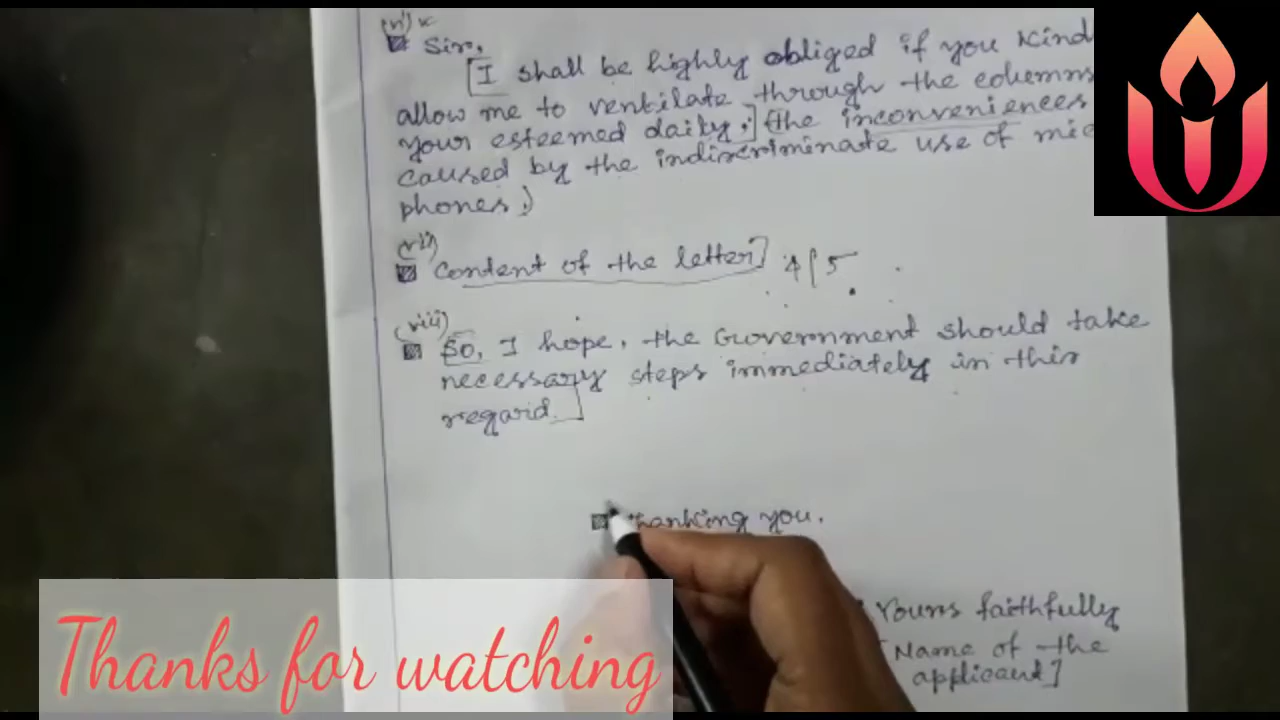 (vi)
Sir,
[I shall be highly obliged if you kind
allow me to ventilate through the columns
your esteemed daily,] (the inconveniences
caused by the indiscriminate use of mic
phones.)
(vii)
Content of the letter] 4/5
(viii)
So, I hope, the Government should take
necessary steps immediately in this
regard.]
Thanking you.
Yours faithfully
[Name of the
applicant]
Thanks for watching